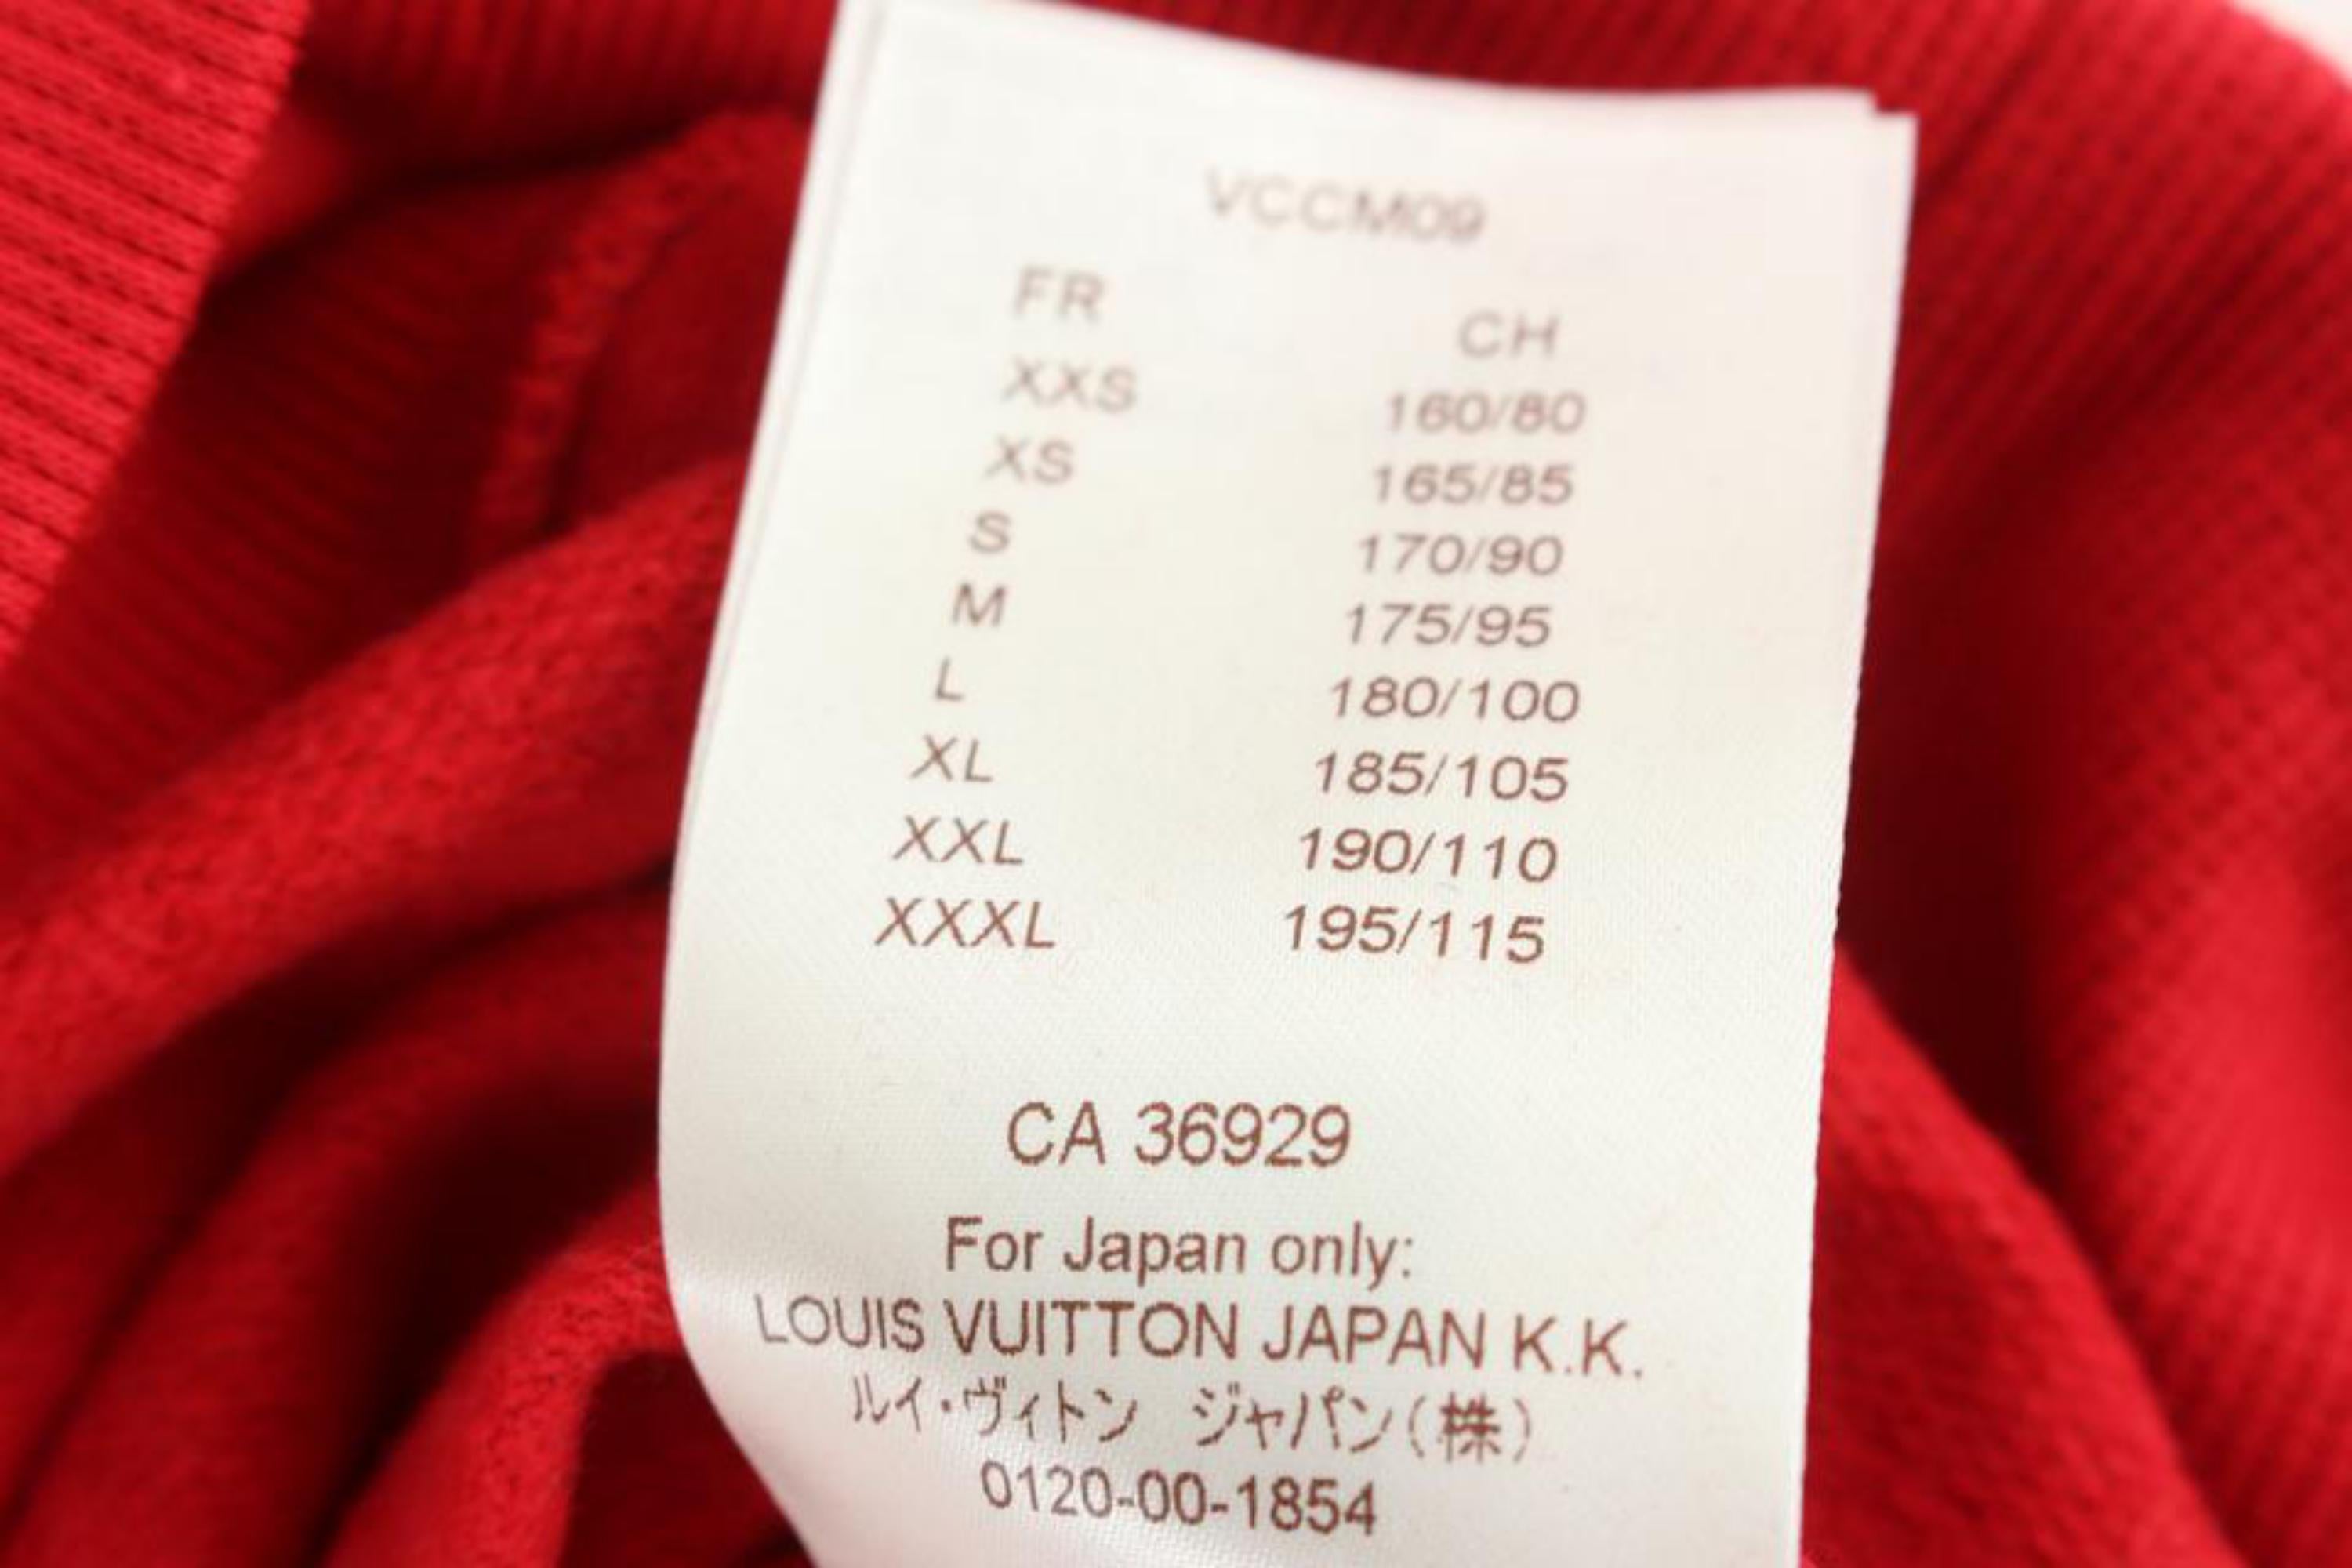 VCCM09
FR CH
XXS 160/80
XS 165/85
S 170/90
M 175/95
L 180/100
XL 185/105
XXL 190/110
XXXL 195/115
CA 36929
For Japan only:
LOUIS VUITTON JAPAN K.K.
ルイ・ヴィトン ジャパン(株)
0120-00-1854